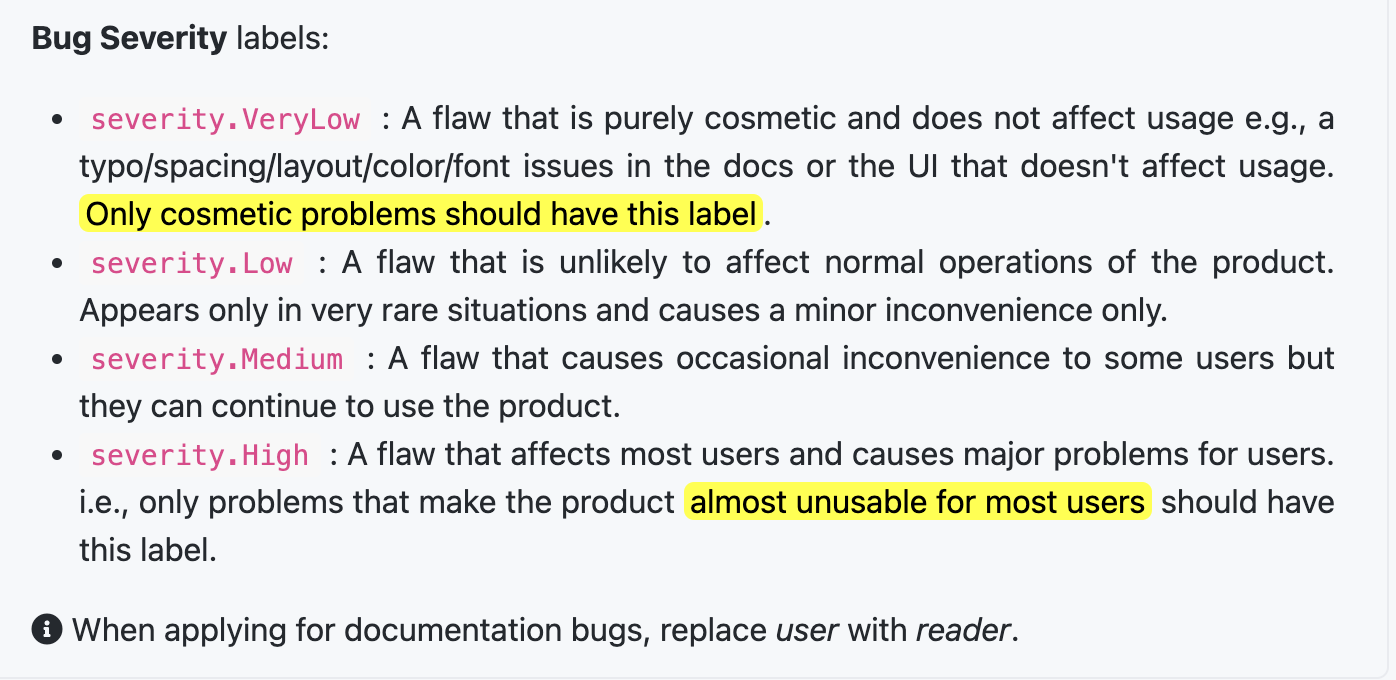 Bug Severity labels:
• severity.VeryLow : A flaw that is purely cosmetic and does not affect usage e.g., a
typo/spacing/layout/color/font issues in the docs or the UI that doesn't affect usage.
Only cosmetic problems should have this label.
• severity.Low : A flaw that is unlikely to affect normal operations of the product.
Appears only in very rare situations and causes a minor inconvenience only.
• severity.Medium : A flaw that causes occasional inconvenience to some users but
they can continue to use the product.
• severity.High : A flaw that affects most users and causes major problems for users.
i.e., only problems that make the product almost unusable for most users should have
this label.
When applying for documentation bugs, replace user with reader.